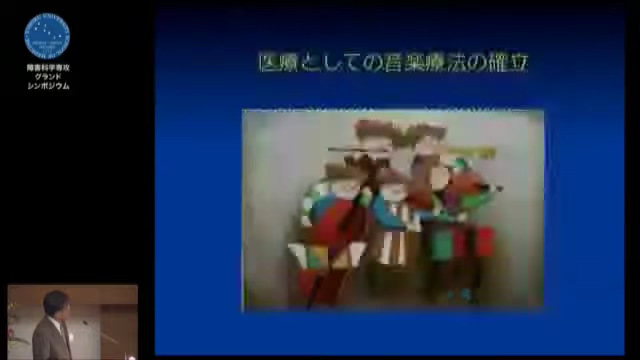 障害科学専攻
グランド
シンポジウム
医療としての音楽療法の確立